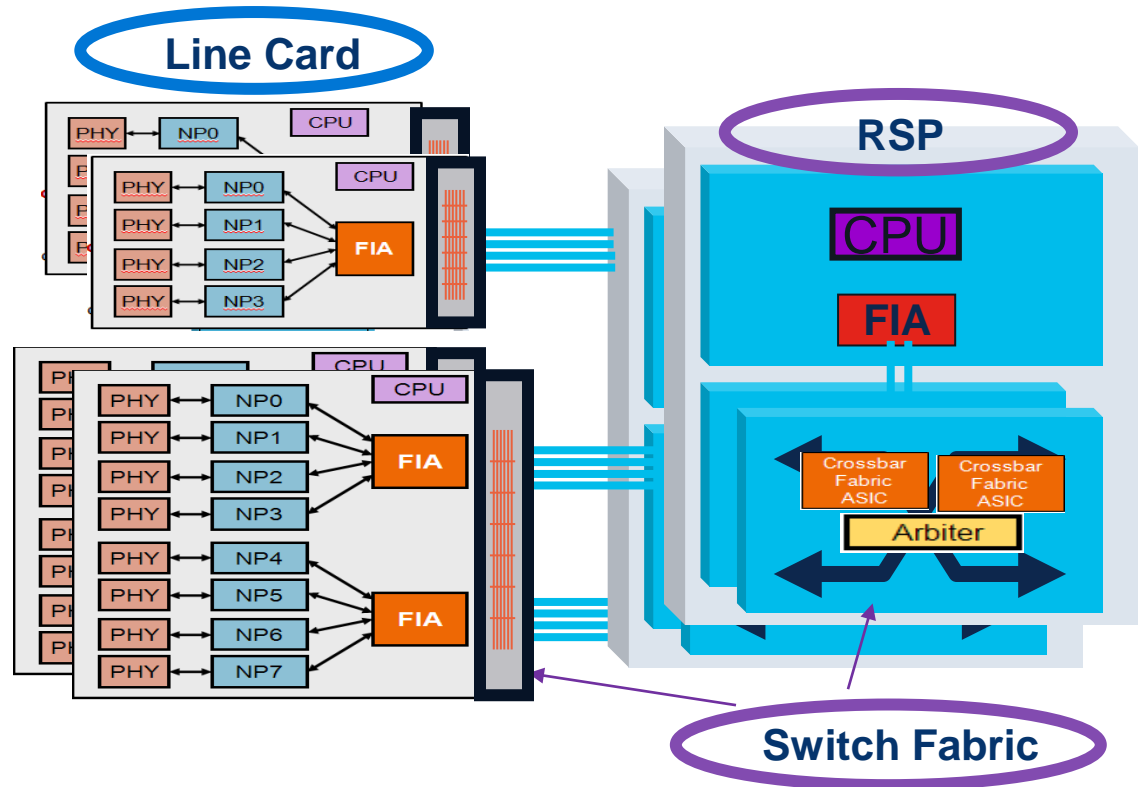 Line Card
RSP
CPU
PHY NP0
CPU
PHY NP0
PHY NP1
FIA
PHY NP2
PHY NP3
CPU
FIA
CPU
CPU
PHY NP0
PHY NP1
FIA
PHY NP2
PHY NP3
PHY NP4
PHY NP5
FIA
PHY NP6
PHY NP7
Crossbar
Fabric
ASIC
Crossbar
Fabric
ASIC
Arbiter
Switch Fabric